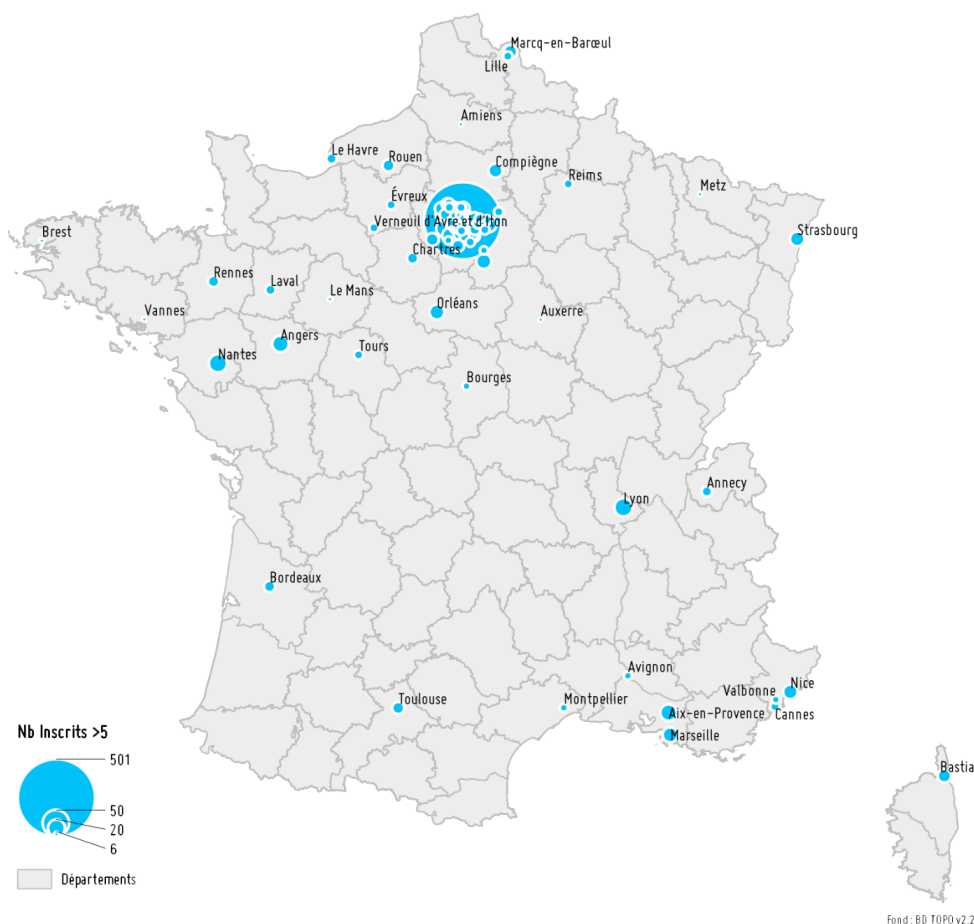 Marcq-en-Barœul
Lille
Amiens
Le Havre
Rouen
Compiègne
Reims
Metz
Évreux
Verneuil d'Avre et d'Iton
Strasbourg
Brest
Chartres
Rennes
Laval
Le Mans
Orléans
Auxerre
Vannes
Angers
Nantes
Tours
Bourges
Annecy
Lyon
Bordeaux
Avignon
Valbonne
Nice
Toulouse
Montpellier
Aix-en-Provence
Cannes
Marseille
Nb Inscrits >5
501
50
20
6
Bastia
Départements
Fond : BD TOPO v2.2